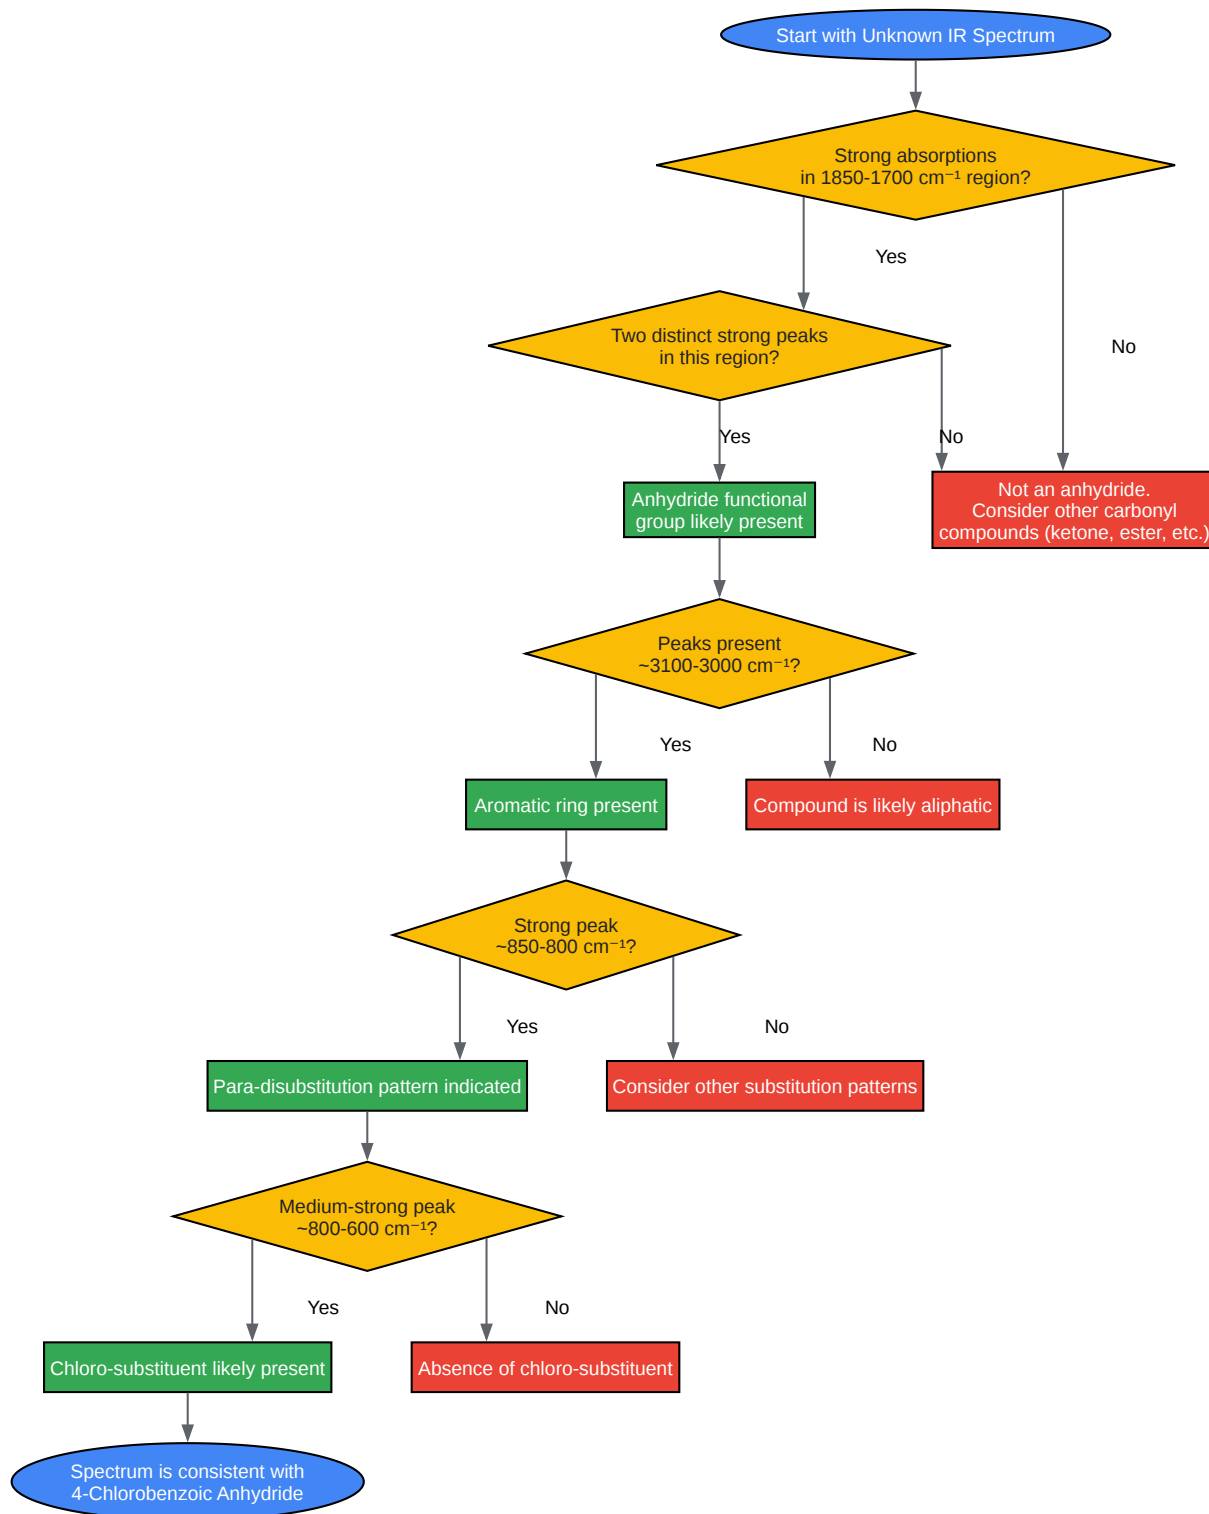 Start with Unknown IR Spectrum
Strong absorptions
in 1850-1700 cm⁻¹ region?
Yes
No
Two distinct strong peaks
in this region?
Yes
No
Anhydride functional
group likely present
Not an anhydride.
Consider other carbonyl
compounds (ketone, ester, etc.)
Peaks present
~3100-3000 cm⁻¹?
Yes
No
Aromatic ring present
Compound is likely aliphatic
Strong peak
~850-800 cm⁻¹?
Yes
No
Para-disubstitution pattern indicated
Consider other substitution patterns
Medium-strong peak
~800-600 cm⁻¹?
Yes
No
Chloro-substituent likely present
Absence of chloro-substituent
Spectrum is consistent with
4-Chlorobenzoic Anhydride